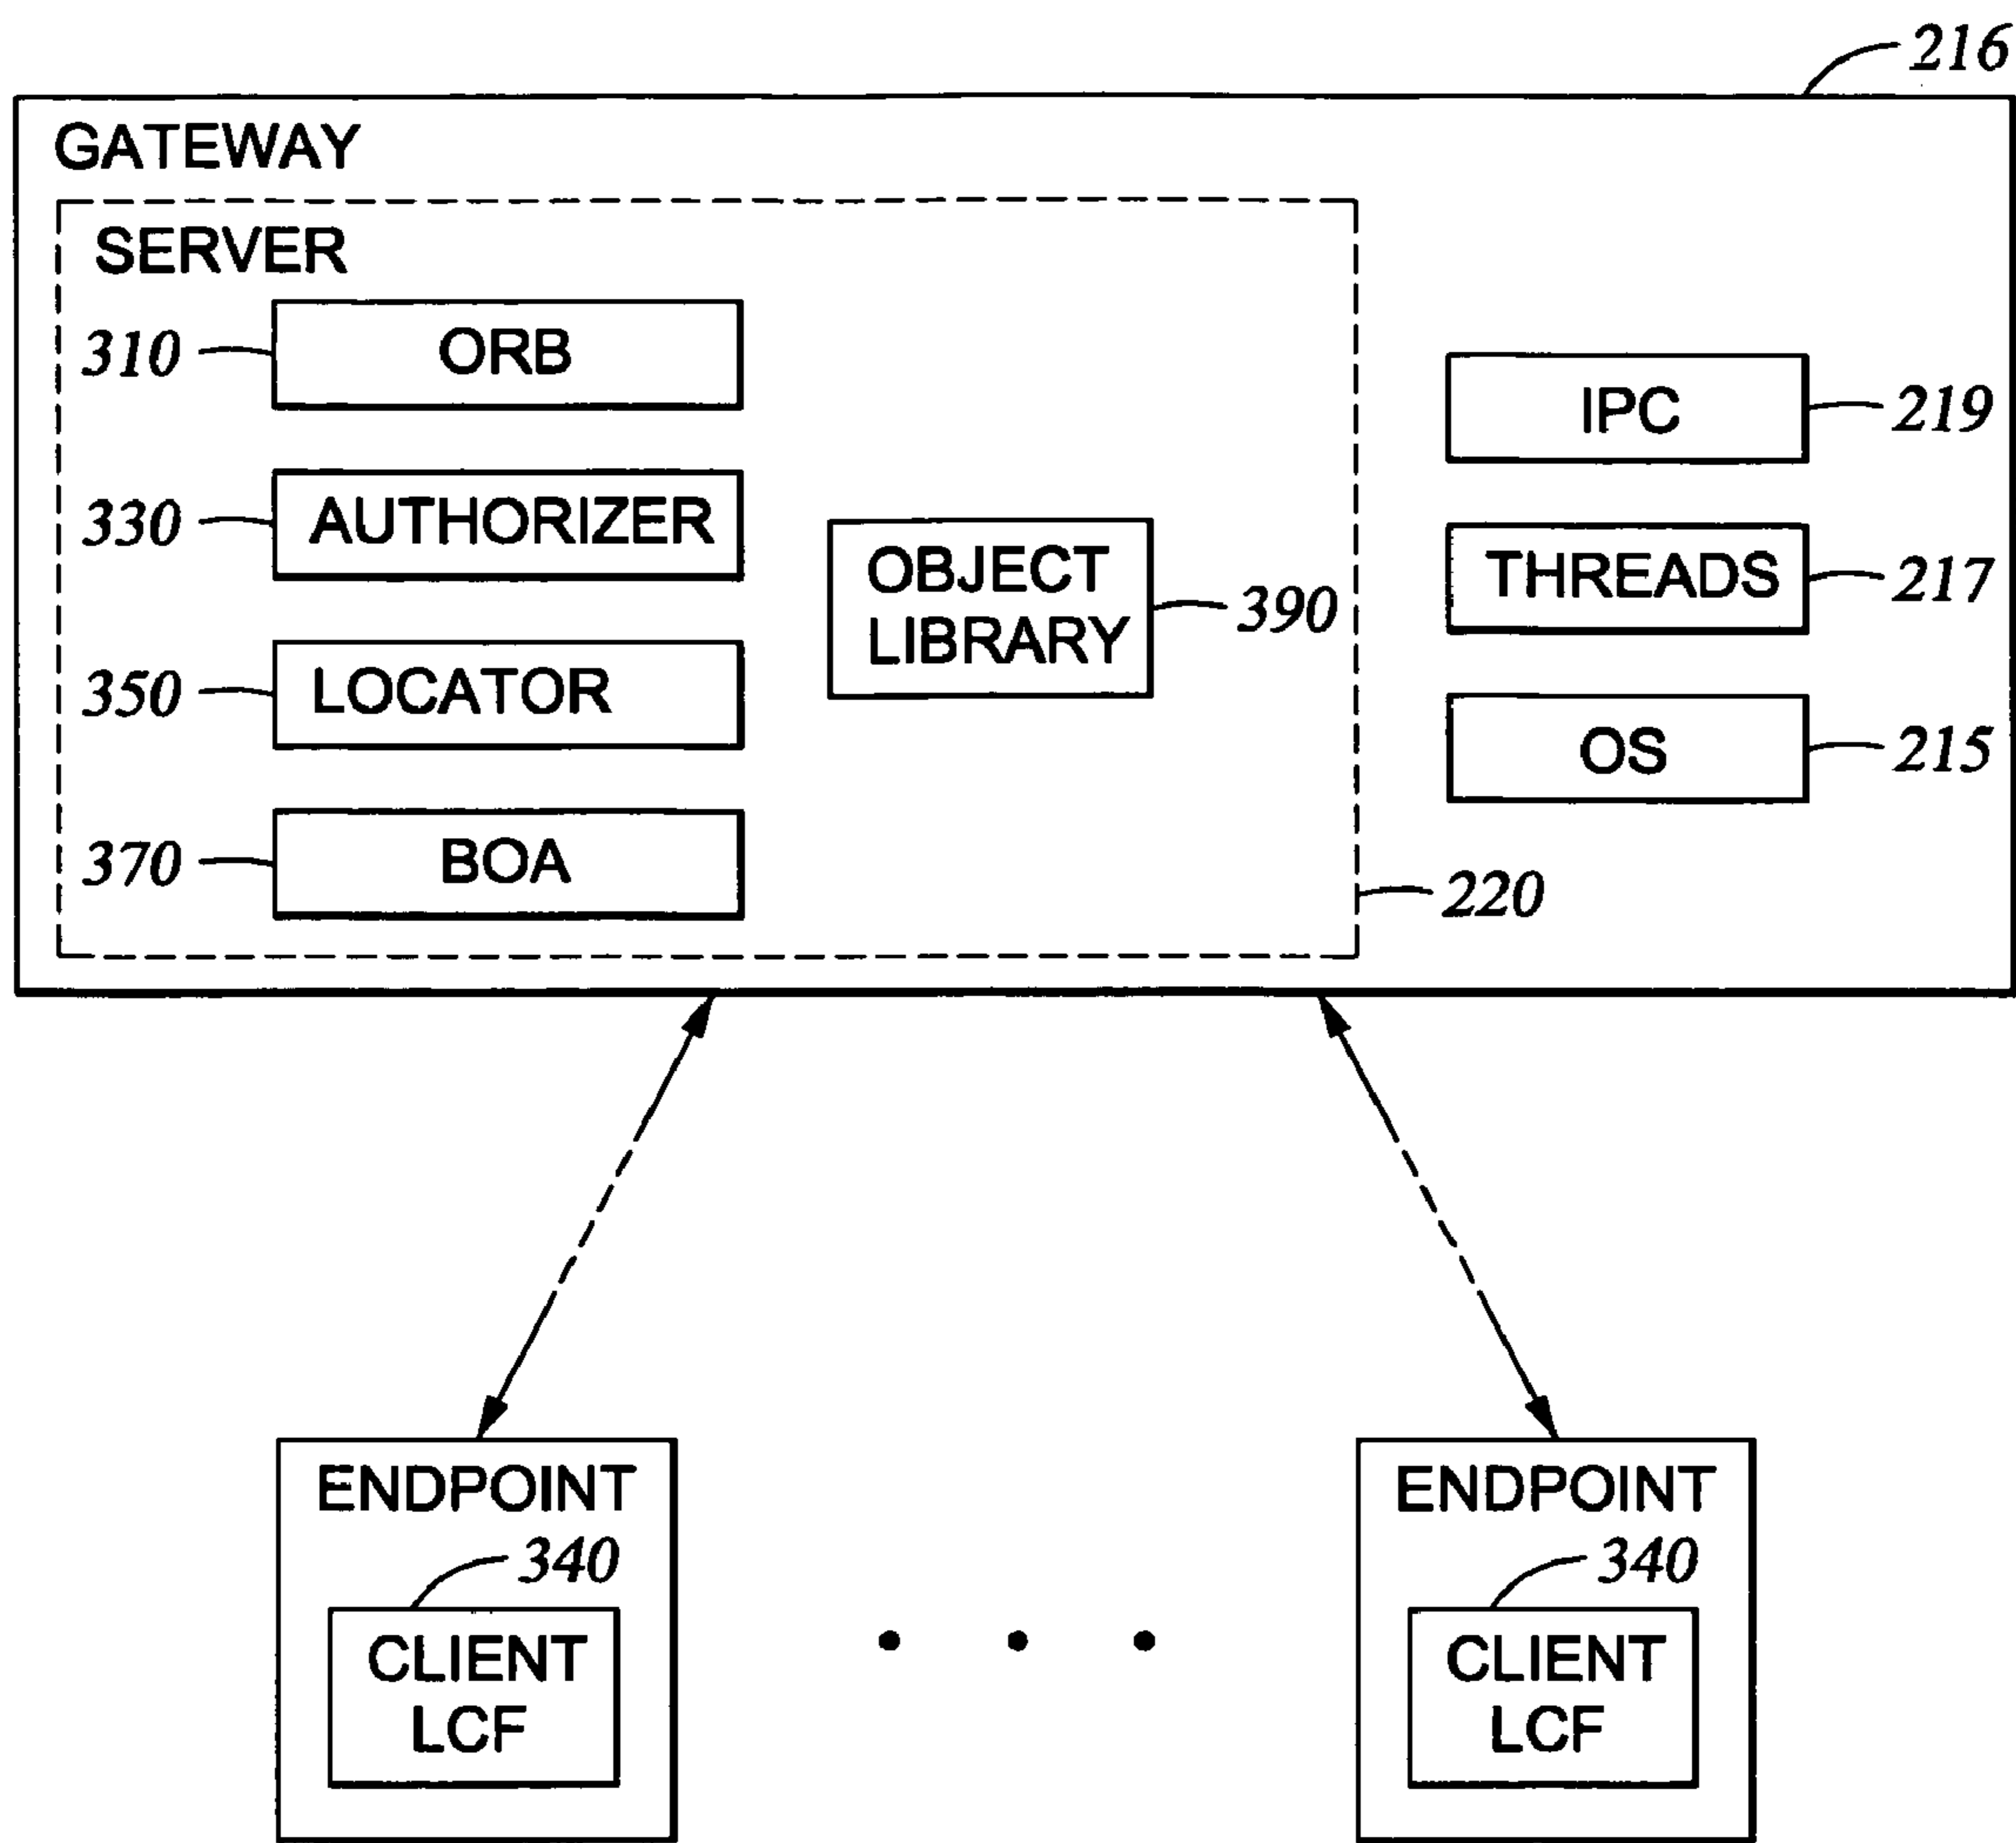 216
GATEWAY
SERVER
310
ORB
IPC
219
330
AUTHORIZER
OBJECT
LIBRARY
390
THREADS
217
350
LOCATOR
OS
215
370
BOA
220
ENDPOINT
340
CLIENT
LCF
ENDPOINT
340
CLIENT
LCF